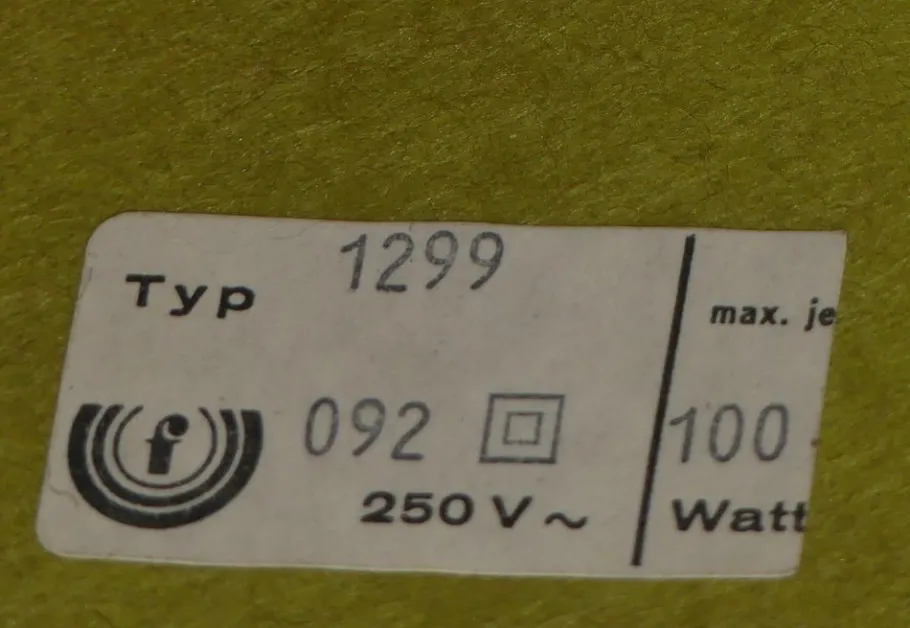 Typ 1299
max. je
f
092
100
250 V ~
Watt